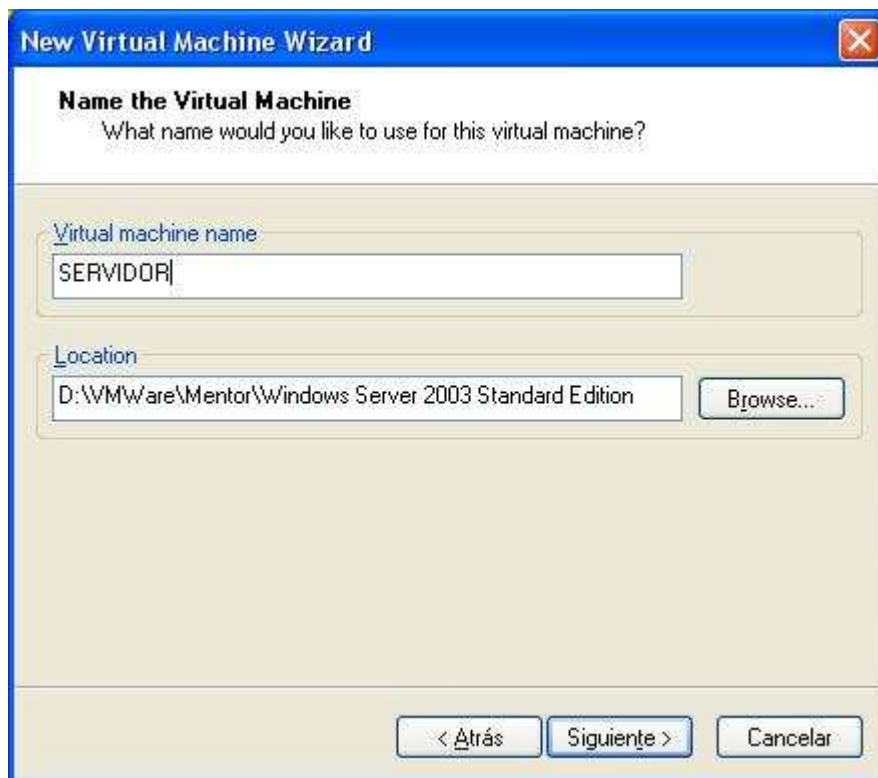 New Virtual Machine Wizard
Name the Virtual Machine
What name would you like to use for this virtual machine?
Virtual machine name
SERVIDOR
Location
D:\VMWare\Mentor\Windows Server 2003 Standard Edition
Browse...
< Atrás
Siguiente >
Cancelar